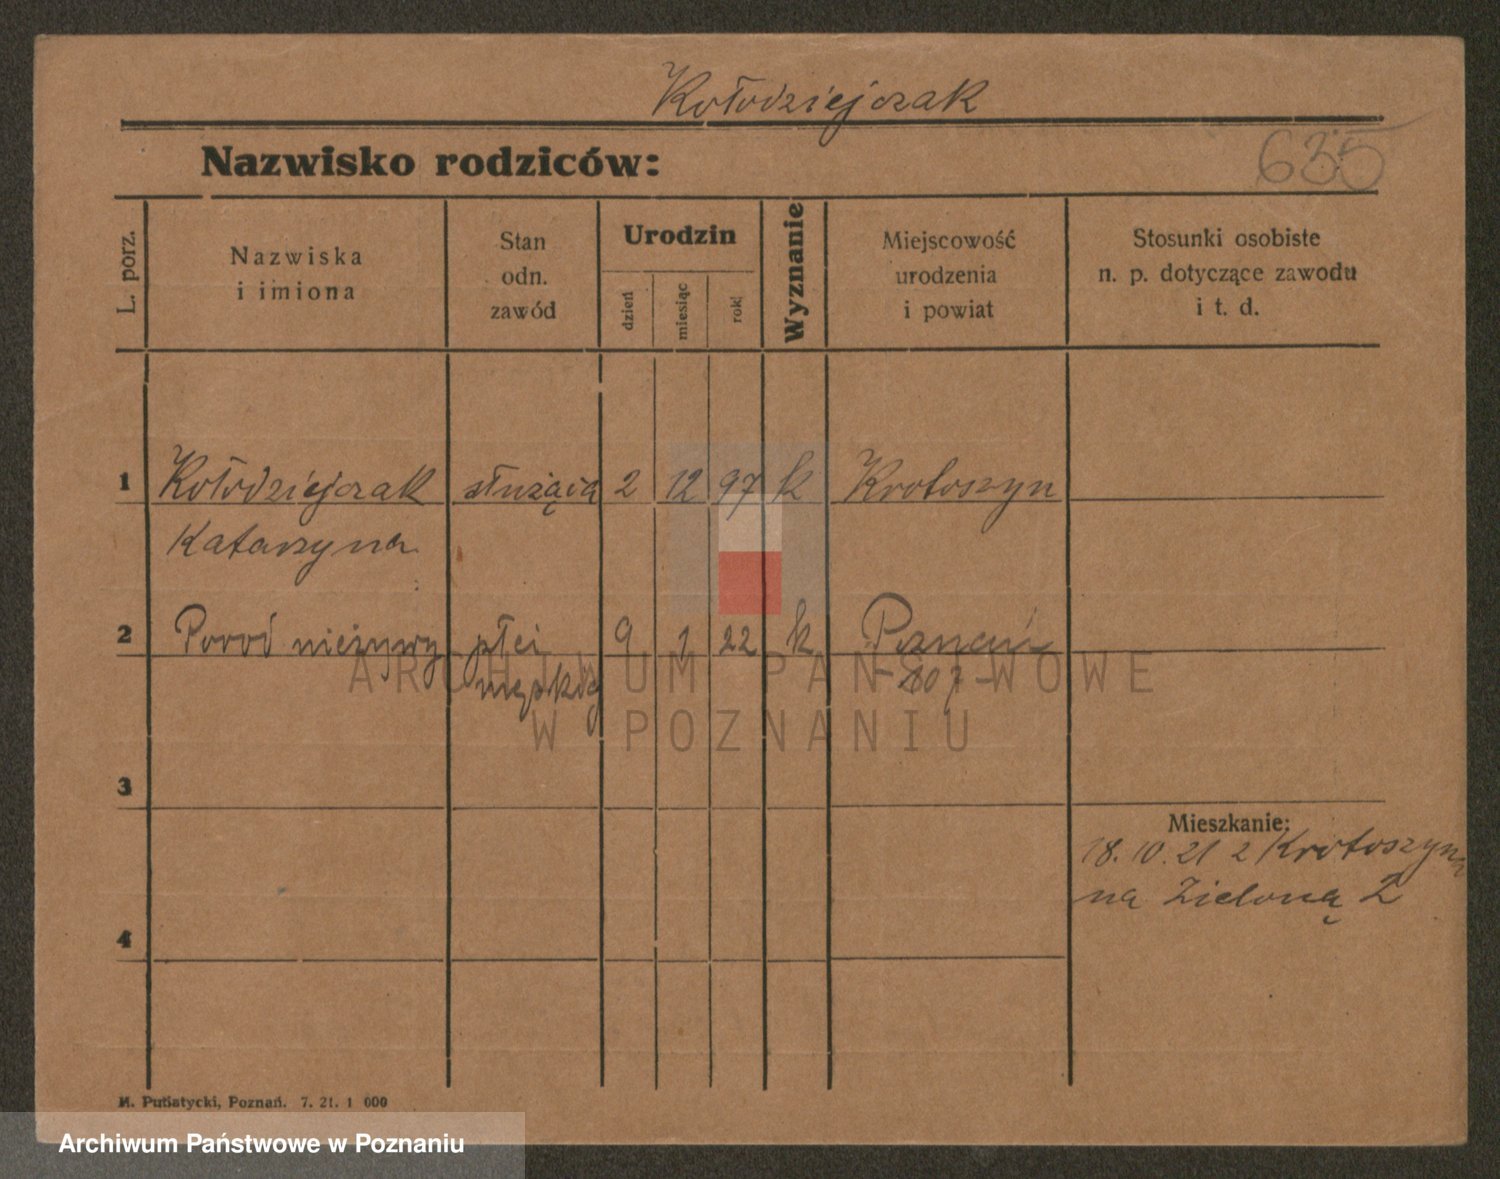 Kołodziejczak
635
Nazwisko rodziców:
L. porz.
Nazwiska
i imiona
Stan
odn.
zawód
Urodzin
dzień
miesiąc
rok
Wyznanie
Miejscowość
urodzenia
i powiat
Stosunki osobiste
n. p. dotyczące zawodu
i t. d.
1 Kołodziejczak służąca 2 12 97 k Krotoszyn
Katarzyna
2 Poród nieżywy płci 9 1 22 k Poznań
męskiej -107-
ARCHIWUM PAŃSTWOWE
W POZNANIU
3
Mieszkanie:
18.10.21 z Krotoszyna
na Zieloną 2
4
M. Putiatycki, Poznań. 7. 21. 1 000
Archiwum Państwowe w Poznaniu